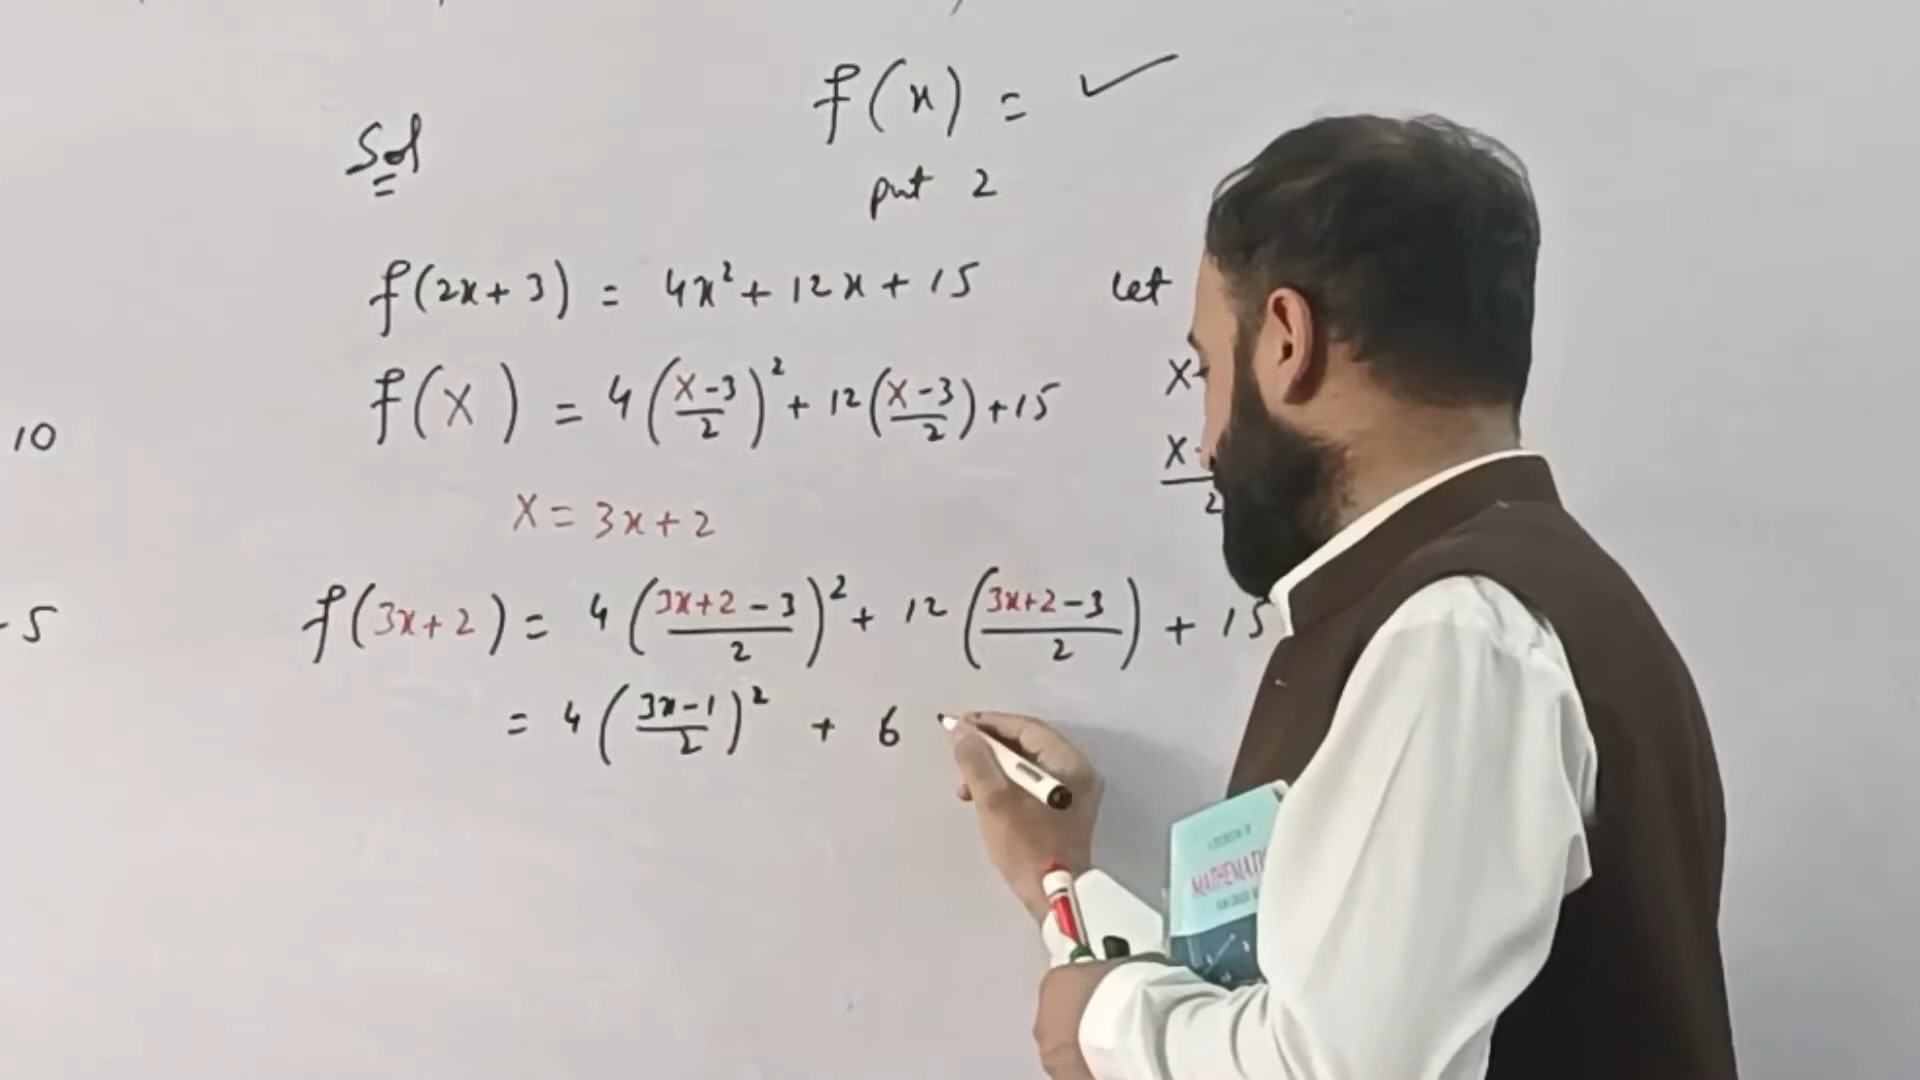 f(x) = ✓
Sol
put 2
f(2x+3) = 4x²+12x+15
let
f(X) = 4((X-3)/2)²+12((X-3)/2)+15
X-
10
X-
2
X = 3x+2
f(3x+2) = 4((3x+2-3)/2)²+12((3x+2-3)/2)+15
- 5
= 4((3x-1)/2)² + 6
MATHEMATI